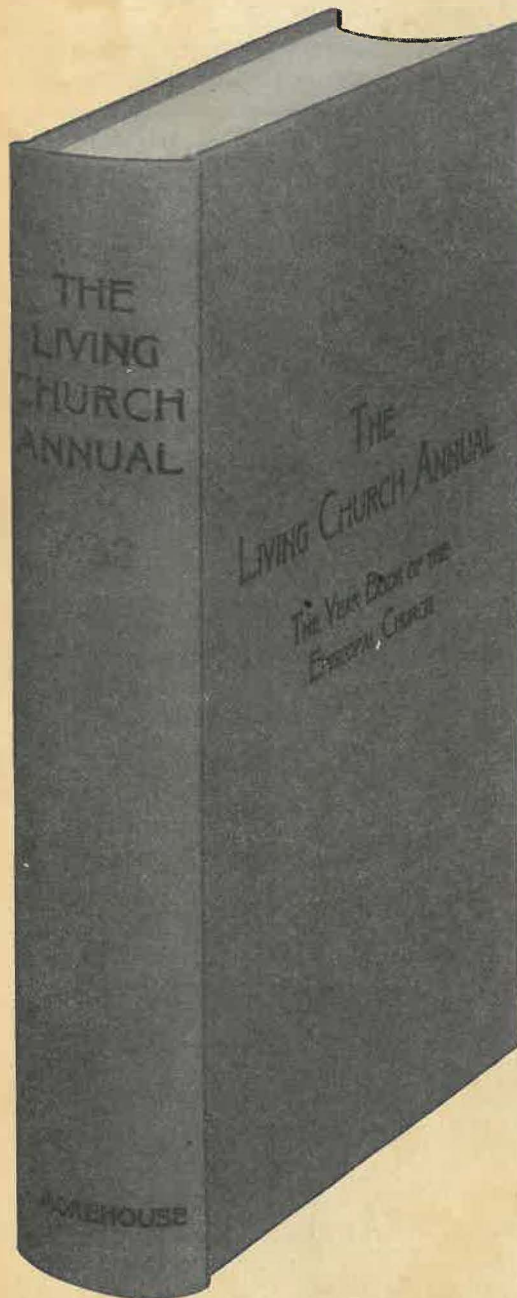 THE
LIVING
CHURCH
ANNUAL
MOREHOUSE
THE
LIVING CHURCH ANNUAL
THE YEAR BOOK OF THE
EPISCOPAL CHURCH